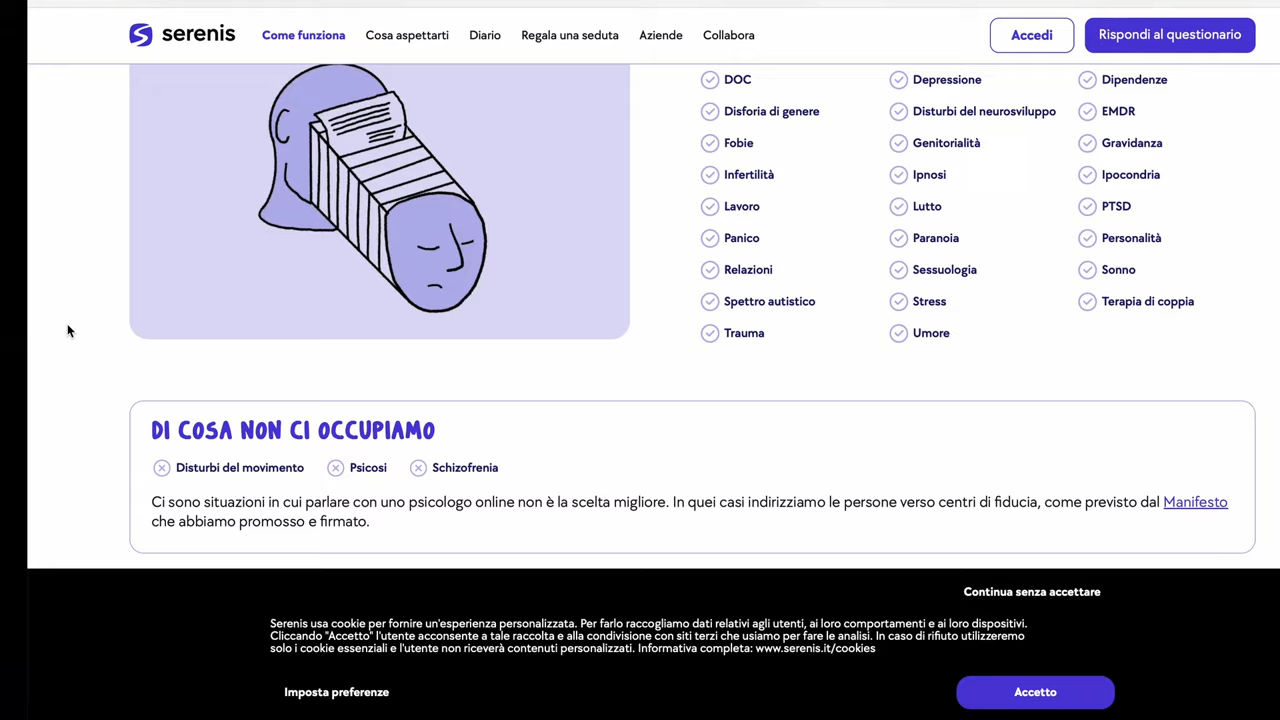 serenis
Come funziona
Cosa aspettarti
Diario
Regala una seduta
Aziende
Collabora
Accedi
Rispondi al questionario
DOC
Depressione
Dipendenze
Disforia di genere
Disturbi del neurosviluppo
EMDR
Fobie
Genitorialità
Gravidanza
Infertilità
Ipnosi
Ipocondria
Lavoro
Lutto
PTSD
Panico
Paranoia
Personalità
Relazioni
Sessuologia
Sonno
Spettro autistico
Stress
Terapia di coppia
Trauma
Umore
DI COSA NON CI OCCUPIAMO
Disturbi del movimento
Psicosi
Schizofrenia
Ci sono situazioni in cui parlare con uno psicologo online non è la scelta migliore. In quei casi indirizziamo le persone verso centri di fiducia, come previsto dal Manifesto
che abbiamo promosso e firmato.
Continua senza accettare
Serenis usa cookie per fornire un'esperienza personalizzata. Per farlo raccogliamo dati relativi agli utenti, ai loro comportamenti e ai loro dispositivi.
Cliccando "Accetto" l'utente acconsente a tale raccolta e alla condivisione con siti terzi che usiamo per fare le analisi. In caso di rifiuto utilizzeremo
solo i cookie essenziali e l'utente non riceverà contenuti personalizzati. Informativa completa: www.serenis.it/cookies
Imposta preferenze
Accetto